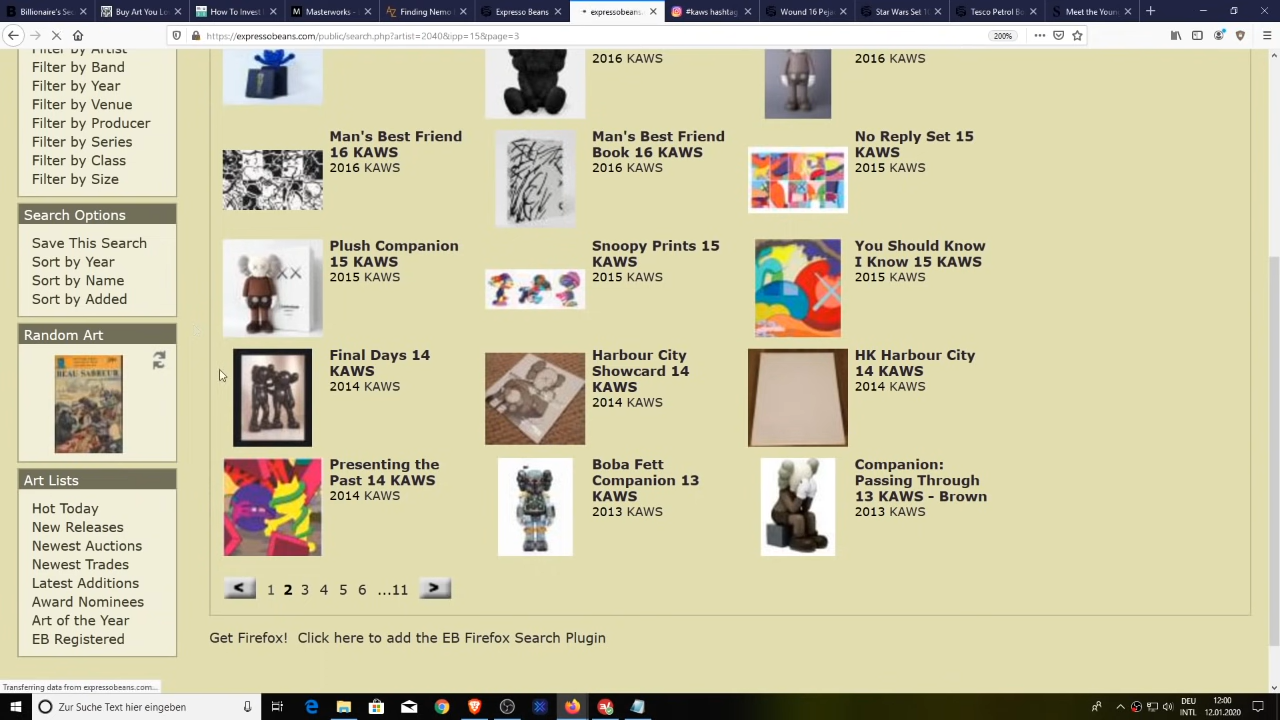 Billionaire's Sec
Buy Art You Lo
How To Invest
Masterworks -
Finding Nemo
Expresso Beans
expressobeans.
#kaws hashtag
Wound 16 Peja
Star Wars Set 1
Tesco Petrol B
Meet the Young
https://expressobeans.com/public/search.php?artist=2040&ipp=15&page=3
200%
Filter by Artist
Filter by Band
Filter by Year
Filter by Venue
Filter by Producer
Filter by Series
Filter by Class
Filter by Size
Search Options
Save This Search
Sort by Year
Sort by Name
Sort by Added
Random Art
BEAU SABREUR
Art Lists
Hot Today
New Releases
Newest Auctions
Newest Trades
Latest Additions
Award Nominees
Art of the Year
EB Registered
2016 KAWS
2016 KAWS
Man's Best Friend
16 KAWS
2016 KAWS
Man's Best Friend
Book 16 KAWS
2016 KAWS
No Reply Set 15
KAWS
2015 KAWS
Plush Companion
15 KAWS
2015 KAWS
Snoopy Prints 15
KAWS
2015 KAWS
You Should Know
I Know 15 KAWS
2015 KAWS
Final Days 14
KAWS
2014 KAWS
Harbour City
Showcard 14
KAWS
2014 KAWS
HK Harbour City
14 KAWS
2014 KAWS
Presenting the
Past 14 KAWS
2014 KAWS
Boba Fett
Companion 13
KAWS
2013 KAWS
Companion:
Passing Through
13 KAWS - Brown
2013 KAWS
< 1 2 3 4 5 6 ...11 >
Get Firefox! Click here to add the EB Firefox Search Plugin
Transferring data from expressobeans.com...
Zur Suche Text hier eingeben
DEU
INTL
12:00
12.01.2020